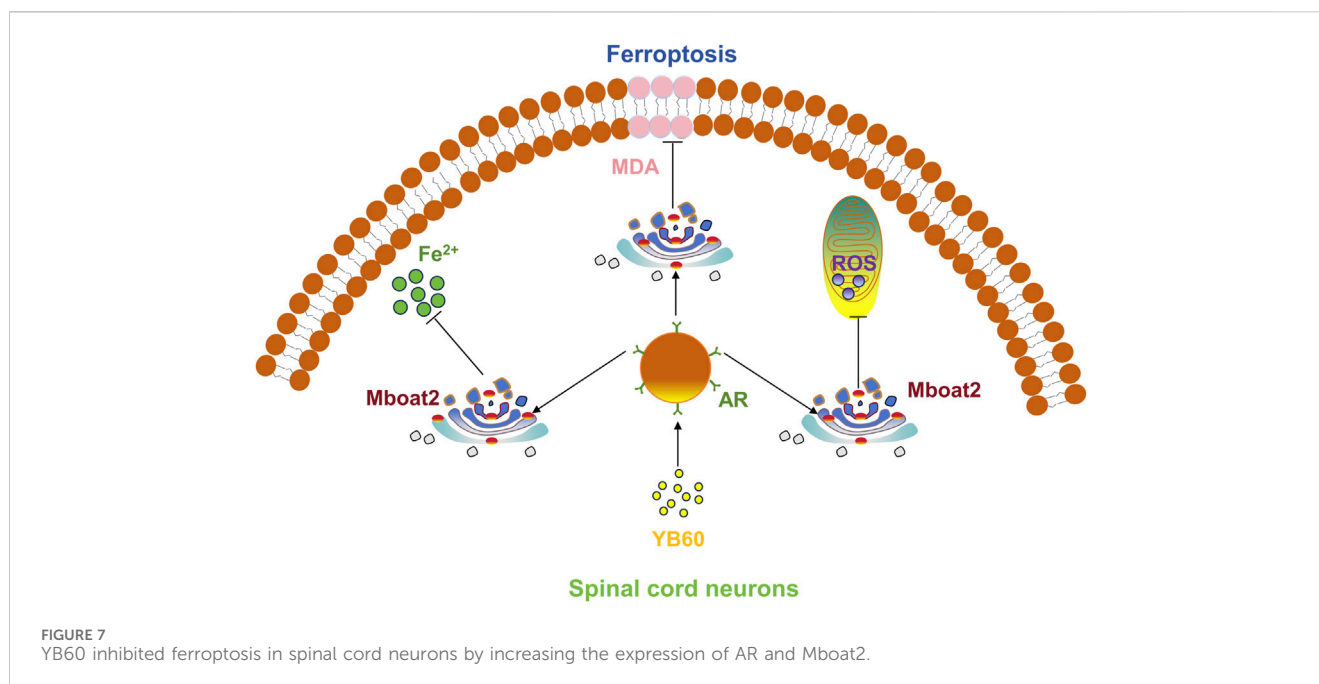 Ferroptosis
MDA
Fe²⁺
ROS
Mboat2
AR
Mboat2
YB60
Spinal cord neurons
FIGURE 7
YB60 inhibited ferroptosis in spinal cord neurons by increasing the expression of AR and Mboat2.